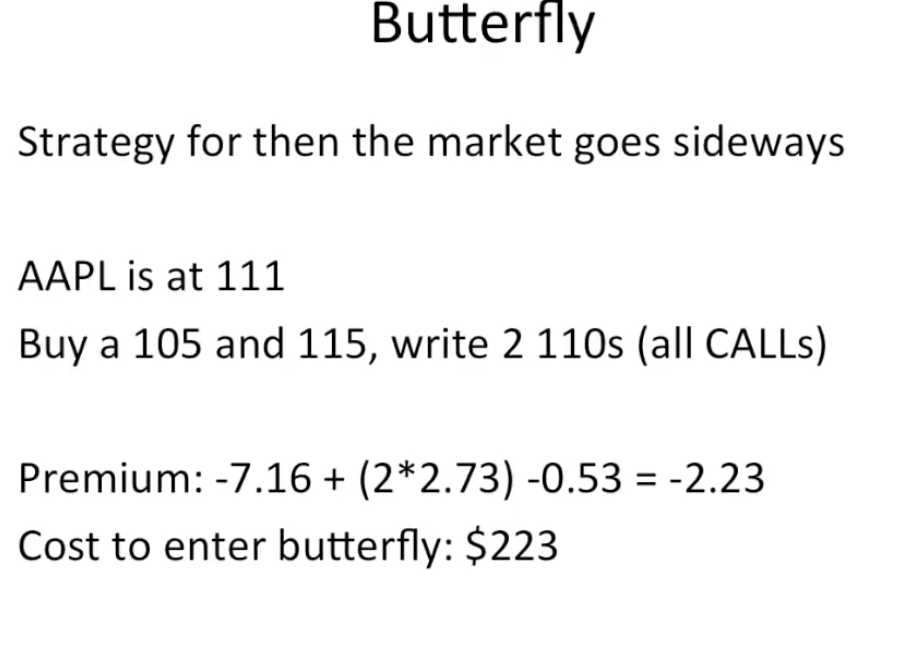 Butterfly
Strategy for then the market goes sideways
AAPL is at 111
Buy a 105 and 115, write 2 110s (all CALLs)
Premium: -7.16 + (2*2.73) -0.53 = -2.23
Cost to enter butterfly: $223